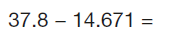 37.8 – 14.671 =